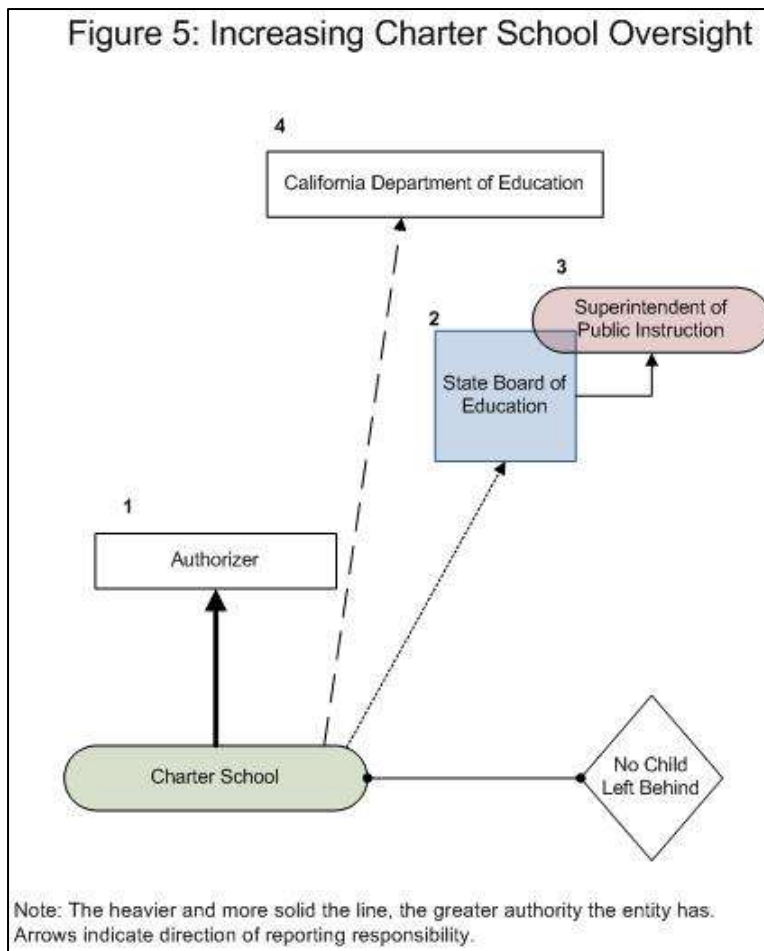 Figure 5: Increasing Charter School Oversight
4
California Department of Education
3
Superintendent of
Public Instruction
2
State Board of
Education
1
Authorizer
Charter School
No Child
Left Behind
Note: The heavier and more solid the line, the greater authority the entity has.
Arrows indicate direction of reporting responsibility.